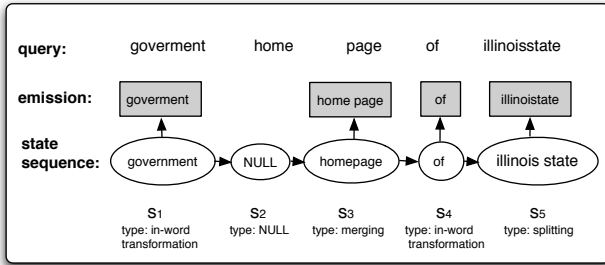 query: goverment home page of illinoisstate
emission: goverment home page of illinoistate
state
sequence: government NULL homepage of illinois state
S1 S2 S3 S4 S5
type: in-word type: NULL type: merging type: in-word type: splitting
transformation transformation